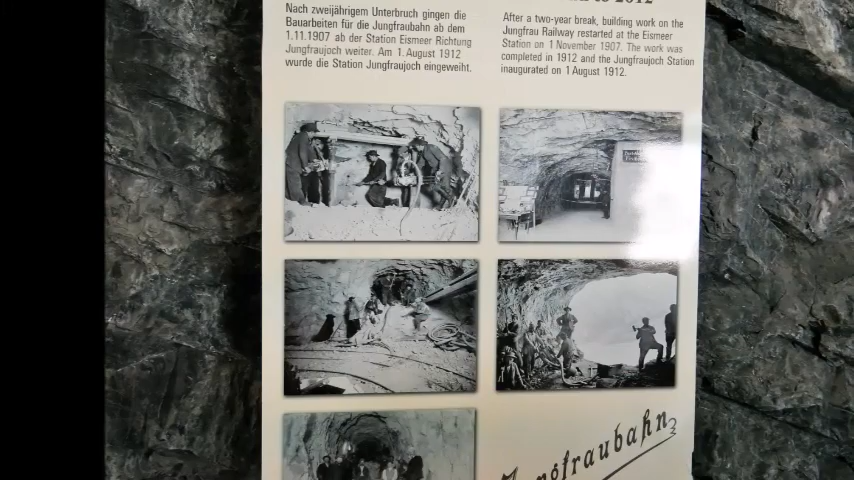 to 2012
Nach zweijährigem Unterbruch gingen die
Bauarbeiten für die Jungfraubahn ab dem
1.11.1907 ab der Station Eismeer Richtung
Jungfraujoch weiter. Am 1. August 1912
wurde die Station Jungfraujoch eingeweiht.
After a two-year break, building work on the
Jungfrau Railway restarted at the Eismeer
Station on 1 November 1907. The work was
completed in 1912 and the Jungfraujoch Station
inaugurated on 1 August 1912.
Jungfraubahn